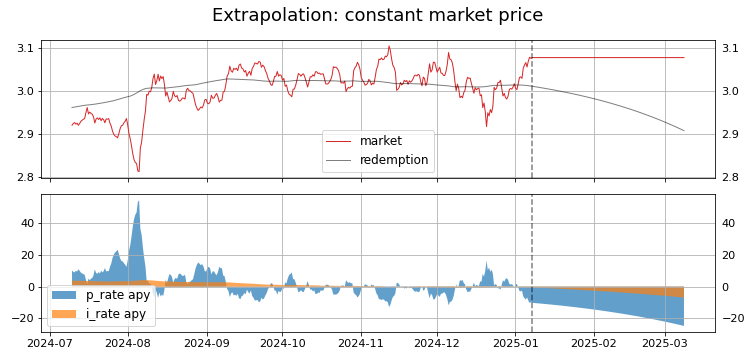 Extrapolation: constant market price
3.1 3.1
3.0 3.0
2.9 2.9
2.8 2.8
market
redemption
40 40
20 20
0 0
−20 −20
p_rate apy
i_rate apy
2024-07 2024-08 2024-09 2024-10 2024-11 2024-12 2025-01 2025-02 2025-03